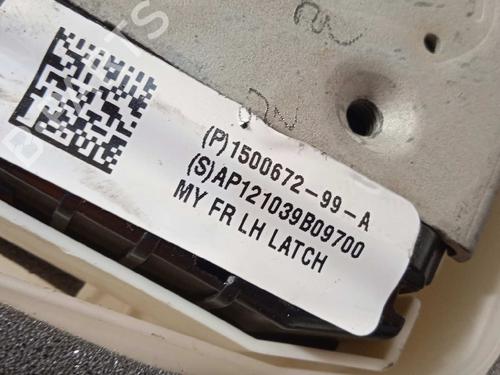 (P)1500672-99-A
(S)AP121039B09700
MY FR LH LATCH